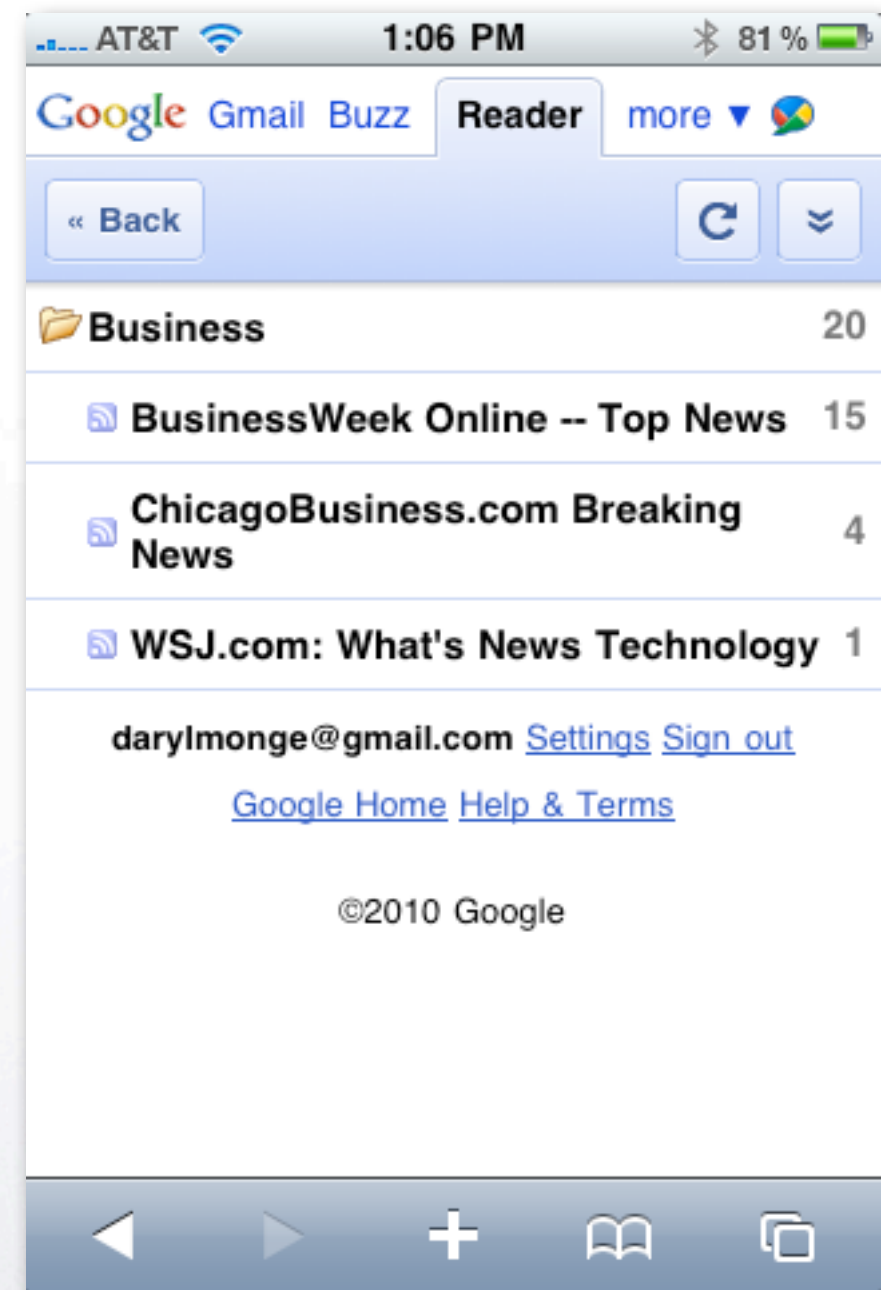 AT&T 1:06 PM 81%
Google Gmail Buzz Reader more ▼
« Back
Business 20
BusinessWeek Online -- Top News 15
ChicagoBusiness.com Breaking
News 4
WSJ.com: What's News Technology 1
darylmonge@gmail.com Settings Sign out
Google Home Help & Terms
©2010 Google